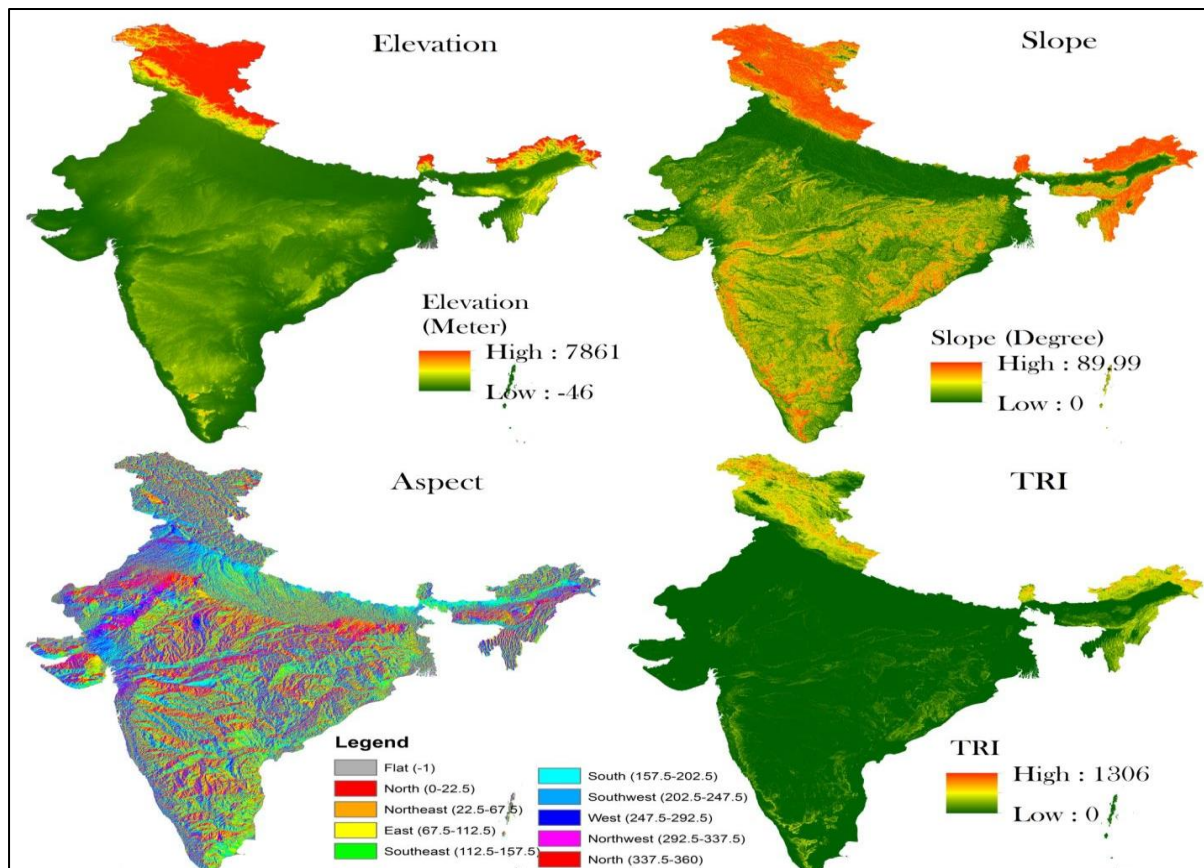 Elevation
Elevation
(Meter)
High : 7861
Low : -46
Slope
Slope (Degree)
High : 89.99
Low : 0
Aspect
Legend
Flat (-1)
North (0-22.5)
Northeast (22.5-67.5)
East (67.5-112.5)
Southeast (112.5-157.5)
South (157.5-202.5)
Southwest (202.5-247.5)
West (247.5-292.5)
Northwest (292.5-337.5)
North (337.5-360)
TRI
TRI
High : 1306
Low : 0